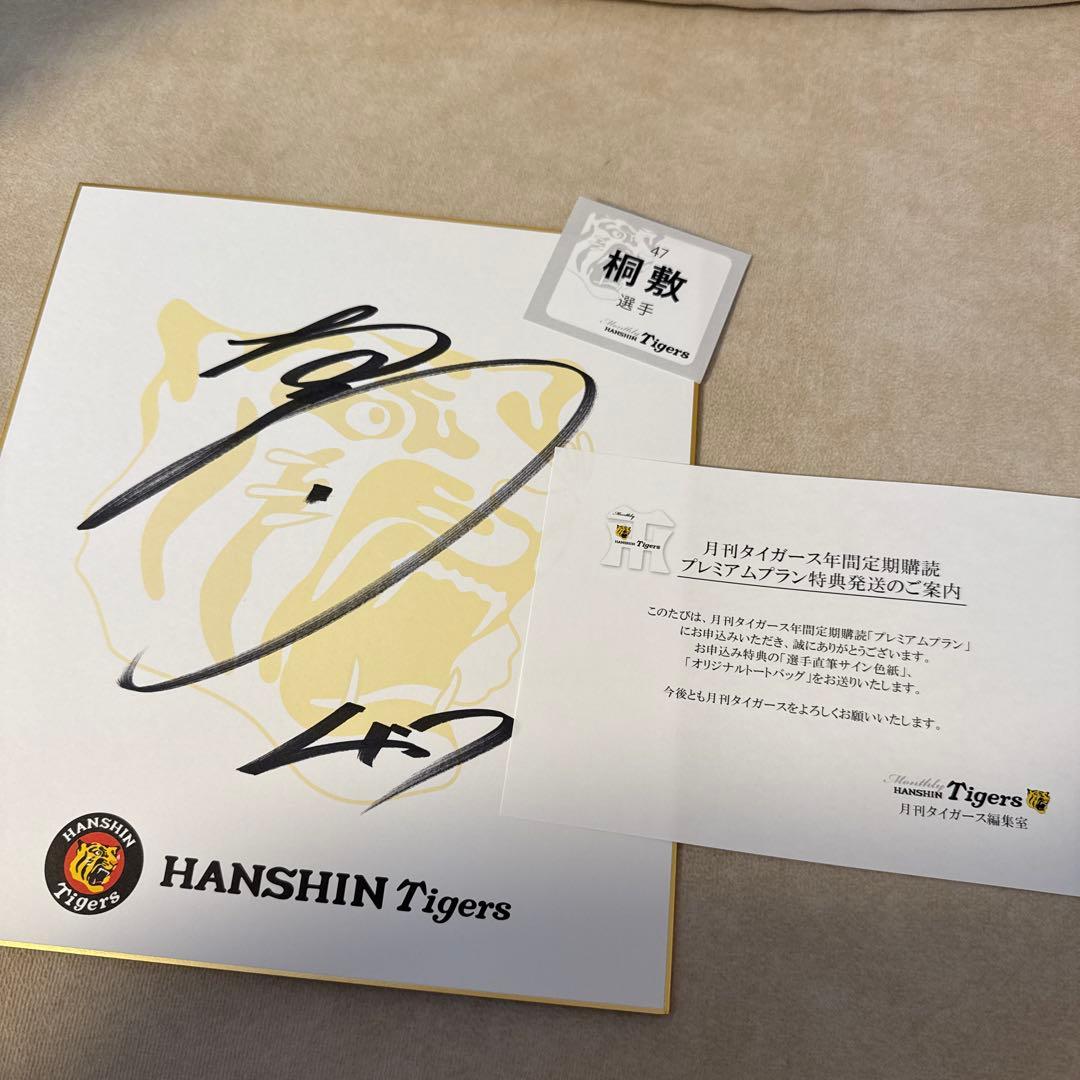 47
桐敷
選手
Monthly
HANSHIN Tigers
47
HANSHIN
Tigers
HANSHIN Tigers
Monthly
HANSHIN Tigers
月刊タイガース年間定期購読
プレミアムプラン特典発送のご案内
このたびは、月刊タイガース年間定期購読「プレミアムプラン」
にお申込みいただき、誠にありがとうございます。
お申込み特典の「選手直筆サイン色紙」、
「オリジナルトートバッグ」をお送りいたします。
今後とも月刊タイガースをよろしくお願いいたします。
Monthly
HANSHIN Tigers
月刊タイガース編集室